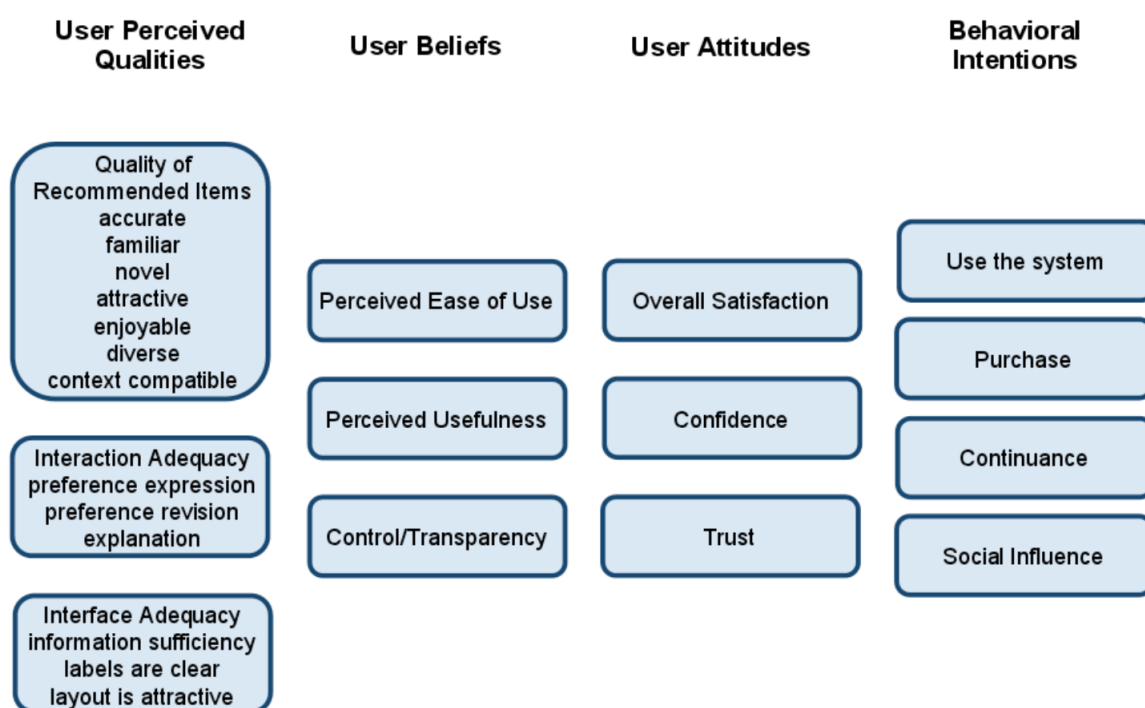 User Perceived
Qualities
User Beliefs
User Attitudes
Behavioral
Intentions
Quality of
Recommended Items
accurate
familiar
novel
attractive
enjoyable
diverse
context compatible
Interaction Adequacy
preference expression
preference revision
explanation
Interface Adequacy
information sufficiency
labels are clear
layout is attractive
Perceived Ease of Use
Perceived Usefulness
Control/Transparency
Overall Satisfaction
Confidence
Trust
Use the system
Purchase
Continuance
Social Influence